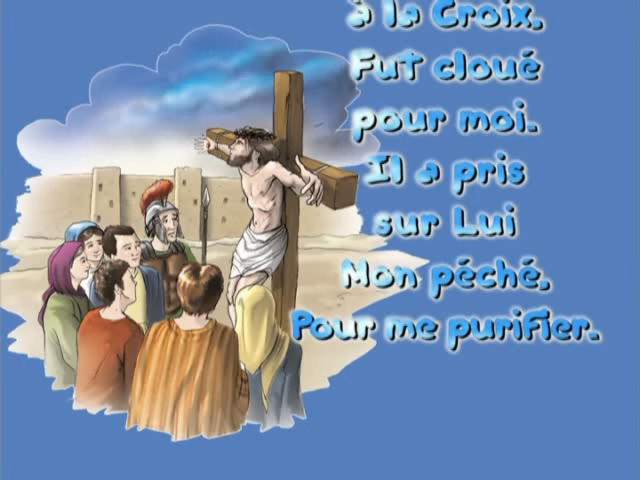 à la Croix,
Fut cloué
pour moi.
Il a pris
sur Lui
Mon péché,
Pour me purifier.